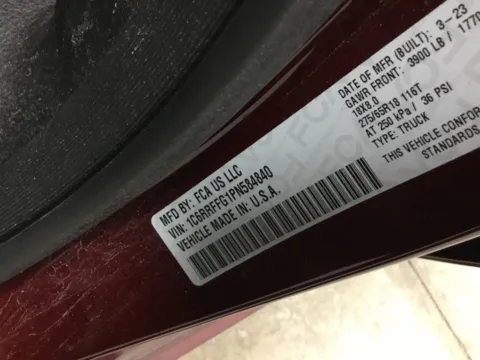 MFD BY: FCA US LLC
VIN: 1C6RRFFG1PN584840
VEHICLE MADE IN U.S.A.
DATE OF MFR (BUILT): 3-23
GAWR FRONT: 3900 LB / 1770
18X8.0
275/65R18 116T
AT 250 kPa / 36 PSI
TYPE: TRUCK
THIS VEHICLE CONFOR
STANDARDS